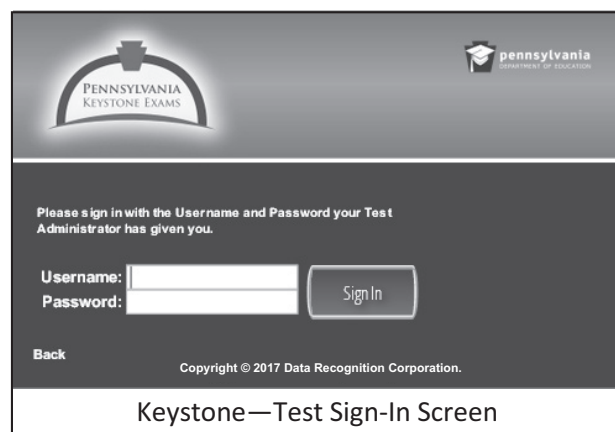 PENNSYLVANIA
KEYSTONE EXAMS
pennsylvania
DEPARTMENT OF EDUCATION
Please sign in with the Username and Password your Test
Administrator has given you.
Username:
Password:
Sign In
Back
Copyright © 2017 Data Recognition Corporation.
Keystone—Test Sign-In Screen